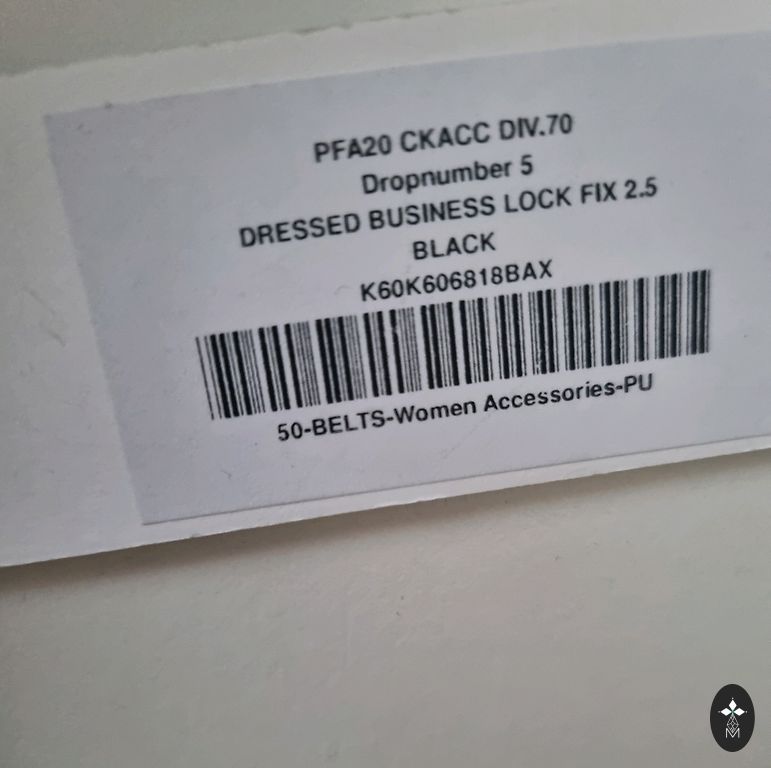 PFA20 CKACC DIV.70
Dropnumber 5
DRESSED BUSINESS LOCK FIX 2.5
BLACK
K60K606818BAX
50-BELTS-Women Accessories-PU
M